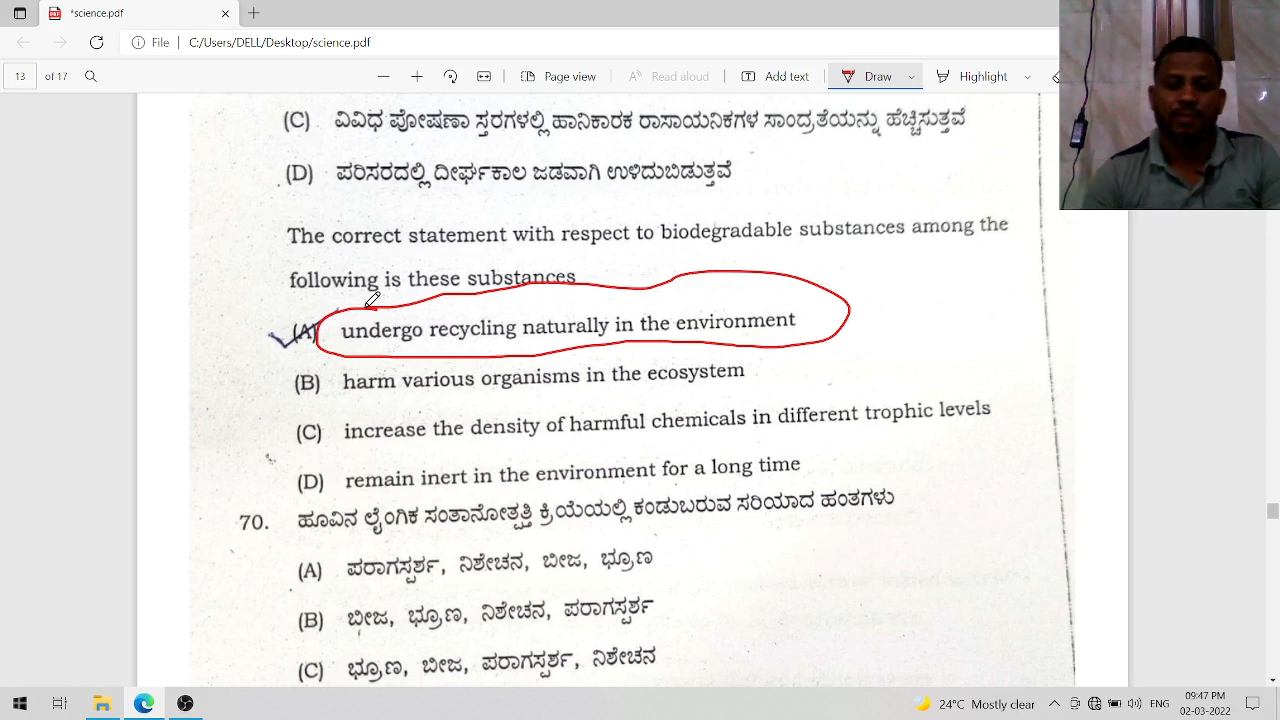 *science.pdf
File | C:/Users/DELL/Desktop/science.pdf
13 of 17 Page view Read aloud Add text Draw Highlight
(C) ವಿವಿಧ ಪೋಷಣಾ ಸ್ತರಗಳಲ್ಲಿ ಹಾನಿಕಾರಕ ರಾಸಾಯನಿಕಗಳ ಸಾಂದ್ರತೆಯನ್ನು ಹೆಚ್ಚಿಸುತ್ತವೆ
(D) ಪರಿಸರದಲ್ಲಿ ದೀರ್ಘಕಾಲ ಜಡವಾಗಿ ಉಳಿದುಬಿಡುತ್ತವೆ
The correct statement with respect to biodegradable substances among the
following is these substances
(A) undergo recycling naturally in the environment
(B) harm various organisms in the ecosystem
(C) increase the density of harmful chemicals in different trophic levels
(D) remain inert in the environment for a long time
70. ಹೂವಿನ ಲೈಂಗಿಕ ಸಂತಾನೋತ್ಪತ್ತಿ ಕ್ರಿಯೆಯಲ್ಲಿ ಕಂಡುಬರುವ ಸರಿಯಾದ ಹಂತಗಳು
(A) ಪರಾಗಸ್ಪರ್ಶ, ನಿಶೇಚನ, ಬೀಜ, ಭ್ರೂಣ
(B) ಬೀಜ, ಭ್ರೂಣ, ನಿಶೇಚನ, ಪರಾಗಸ್ಪರ್ಶ
(C) ಭ್ರೂಣ, ಬೀಜ, ಪರಾಗಸ್ಪರ್ಶ, ನಿಶೇಚನ
24°C Mostly clear ENG 09:47 PM
02-03-2022